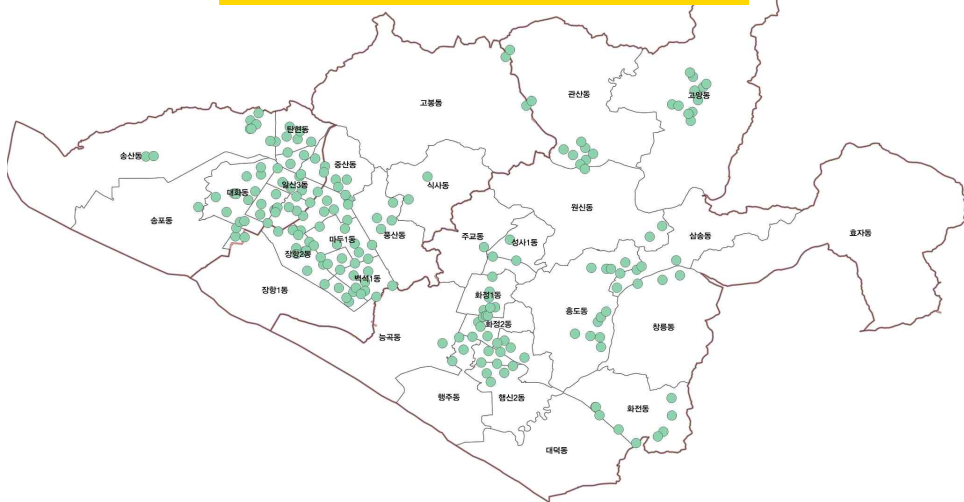 고봉동
관산동
고양동
탄현동
송산동
중산동
식사동
일산3동
대화동
송포동
원신동
풍산동
주교동
성사1동
삼송동
효자동
마두1동
장항2동
백석1동
장항1동
화정1동
흥도동
화정2동
창릉동
능곡동
행주동
행신2동
화전동
대덕동